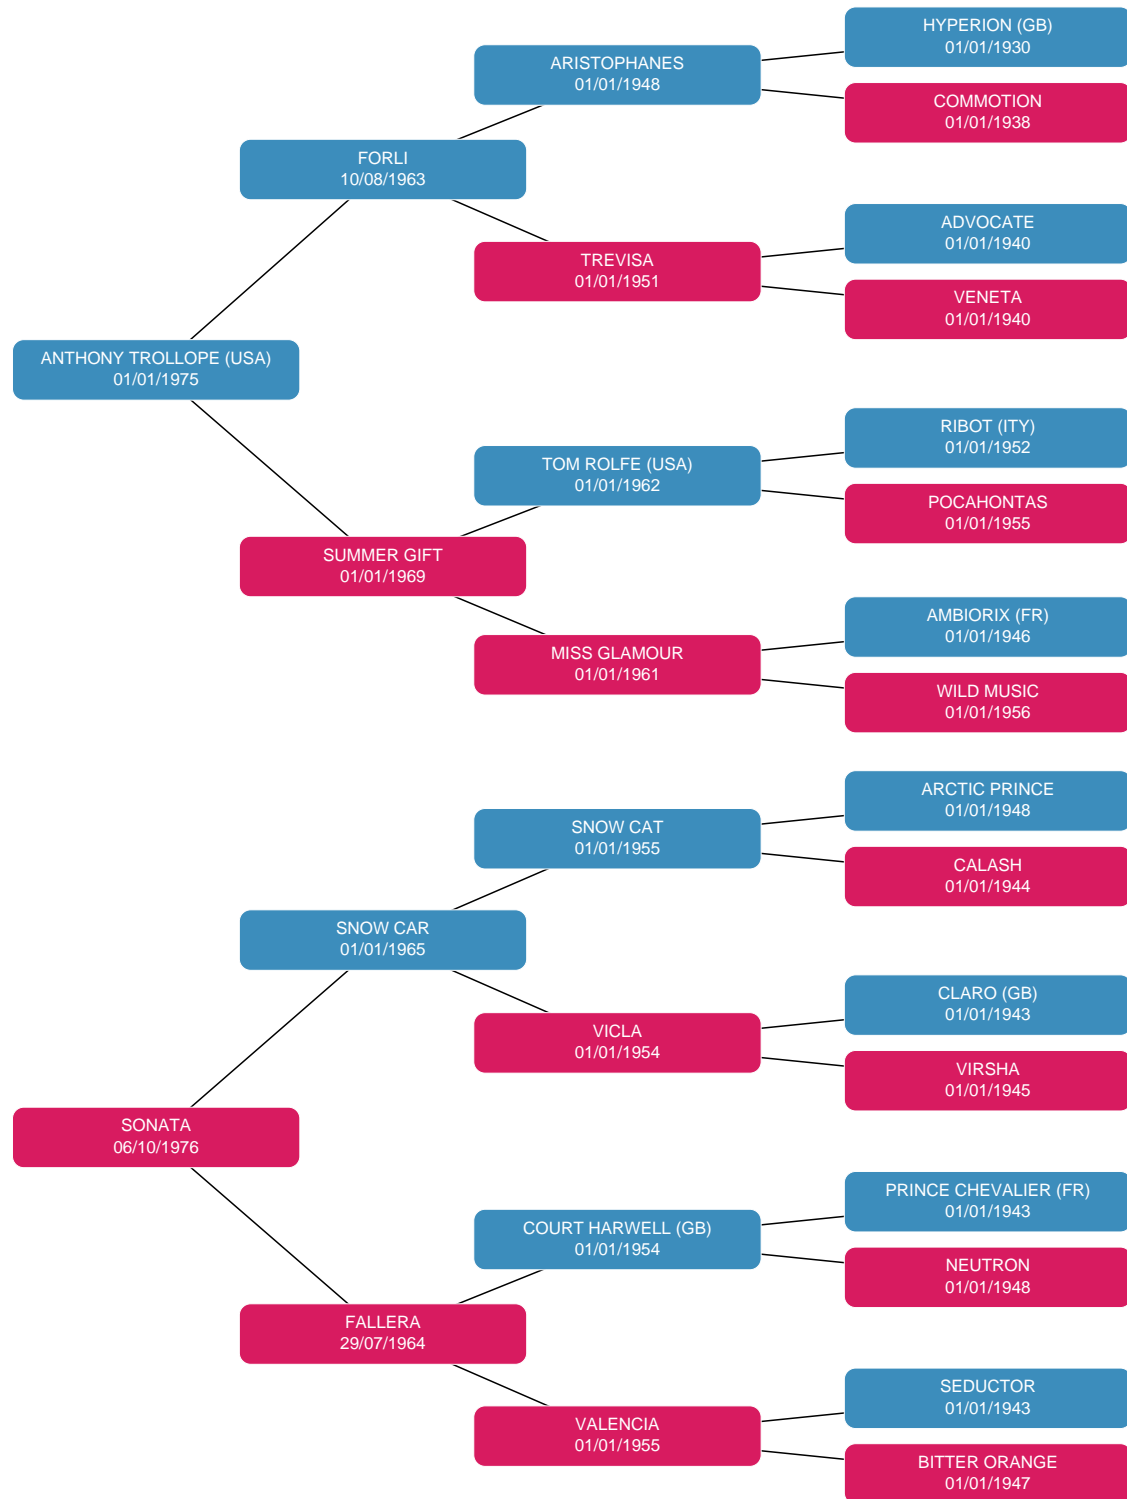 HYPERION (GB)
01/01/1930
ARISTOPHANES
01/01/1948
COMMOTION
01/01/1938
FORLI
10/08/1963
ADVOCATE
01/01/1940
TREVISA
01/01/1951
VENETA
01/01/1940
ANTHONY TROLLOPE (USA)
01/01/1975
RIBOT (ITY)
01/01/1952
TOM ROLFE (USA)
01/01/1962
POCAHONTAS
01/01/1955
SUMMER GIFT
01/01/1969
AMBIORIX (FR)
01/01/1946
MISS GLAMOUR
01/01/1961
WILD MUSIC
01/01/1956
ARCTIC PRINCE
01/01/1948
SNOW CAT
01/01/1955
CALASH
01/01/1944
SNOW CAR
01/01/1965
CLARO (GB)
01/01/1943
VICLA
01/01/1954
VIRSHA
01/01/1945
SONATA
06/10/1976
PRINCE CHEVALIER (FR)
01/01/1943
COURT HARWELL (GB)
01/01/1954
NEUTRON
01/01/1948
FALLERA
29/07/1964
SEDUCTOR
01/01/1943
VALENCIA
01/01/1955
BITTER ORANGE
01/01/1947